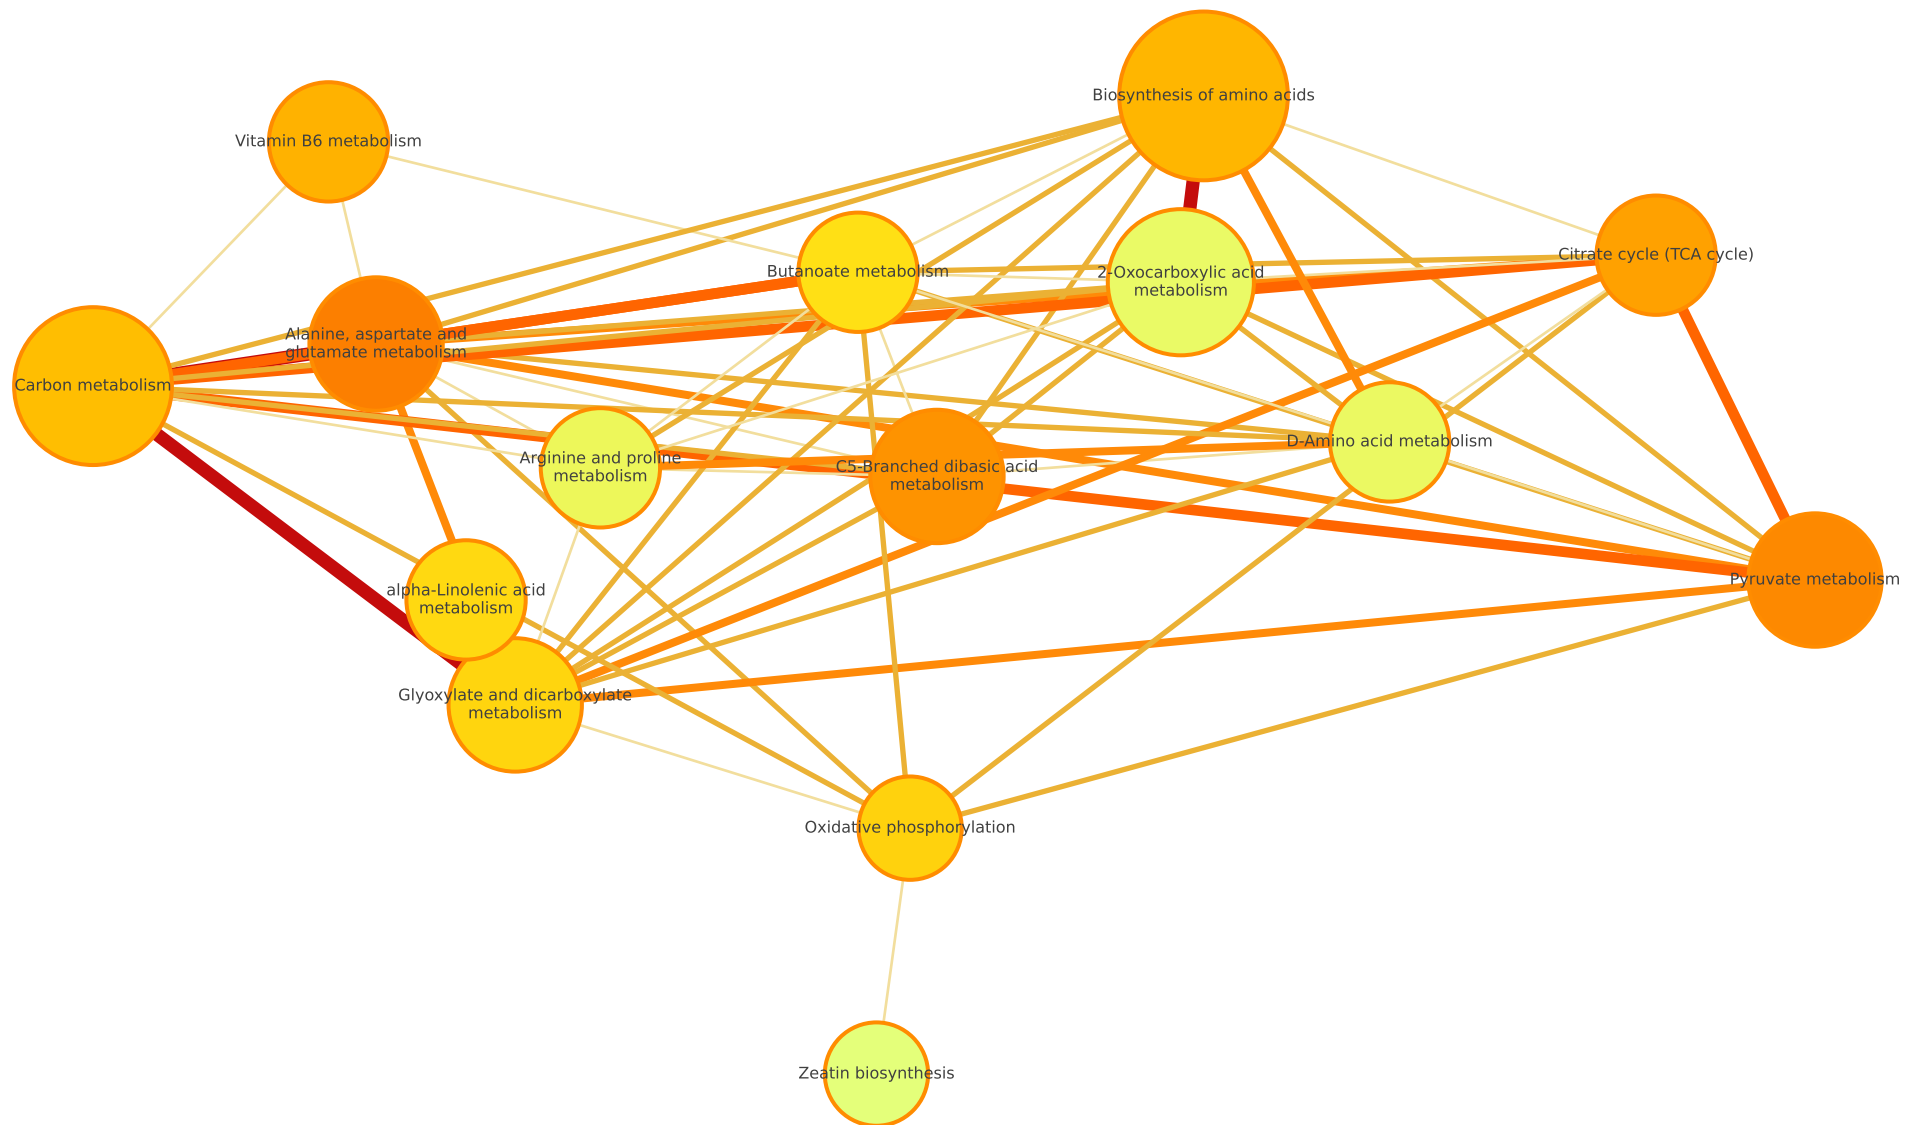 Biosynthesis of amino acids
Vitamin B6 metabolism
Citrate cycle (TCA cycle)
Butanoate metabolism
2-Oxocarboxylic acid
metabolism
Alanine, aspartate and
glutamate metabolism
Carbon metabolism
D-Amino acid metabolism
Arginine and proline
metabolism
C5-Branched dibasic acid
metabolism
Pyruvate metabolism
alpha-Linolenic acid
metabolism
Glyoxylate and dicarboxylate
metabolism
Oxidative phosphorylation
Zeatin biosynthesis